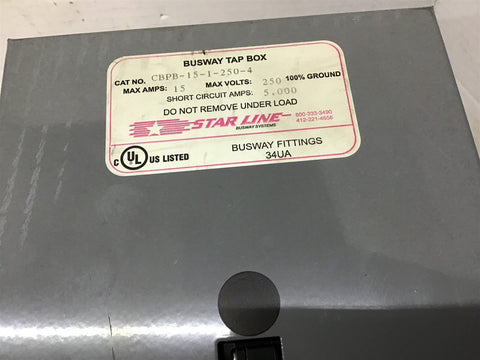 BUSWAY TAP BOX
CAT NO. CBPB-15-1-250-4
MAX AMPS: 15 MAX VOLTS: 250 100% GROUND
SHORT CIRCUIT AMPS: 5,000
DO NOT REMOVE UNDER LOAD
STAR LINE
BUSWAY SYSTEMS
800-333-3490
412-321-4656
C UL US LISTED
BUSWAY FITTINGS
34UA